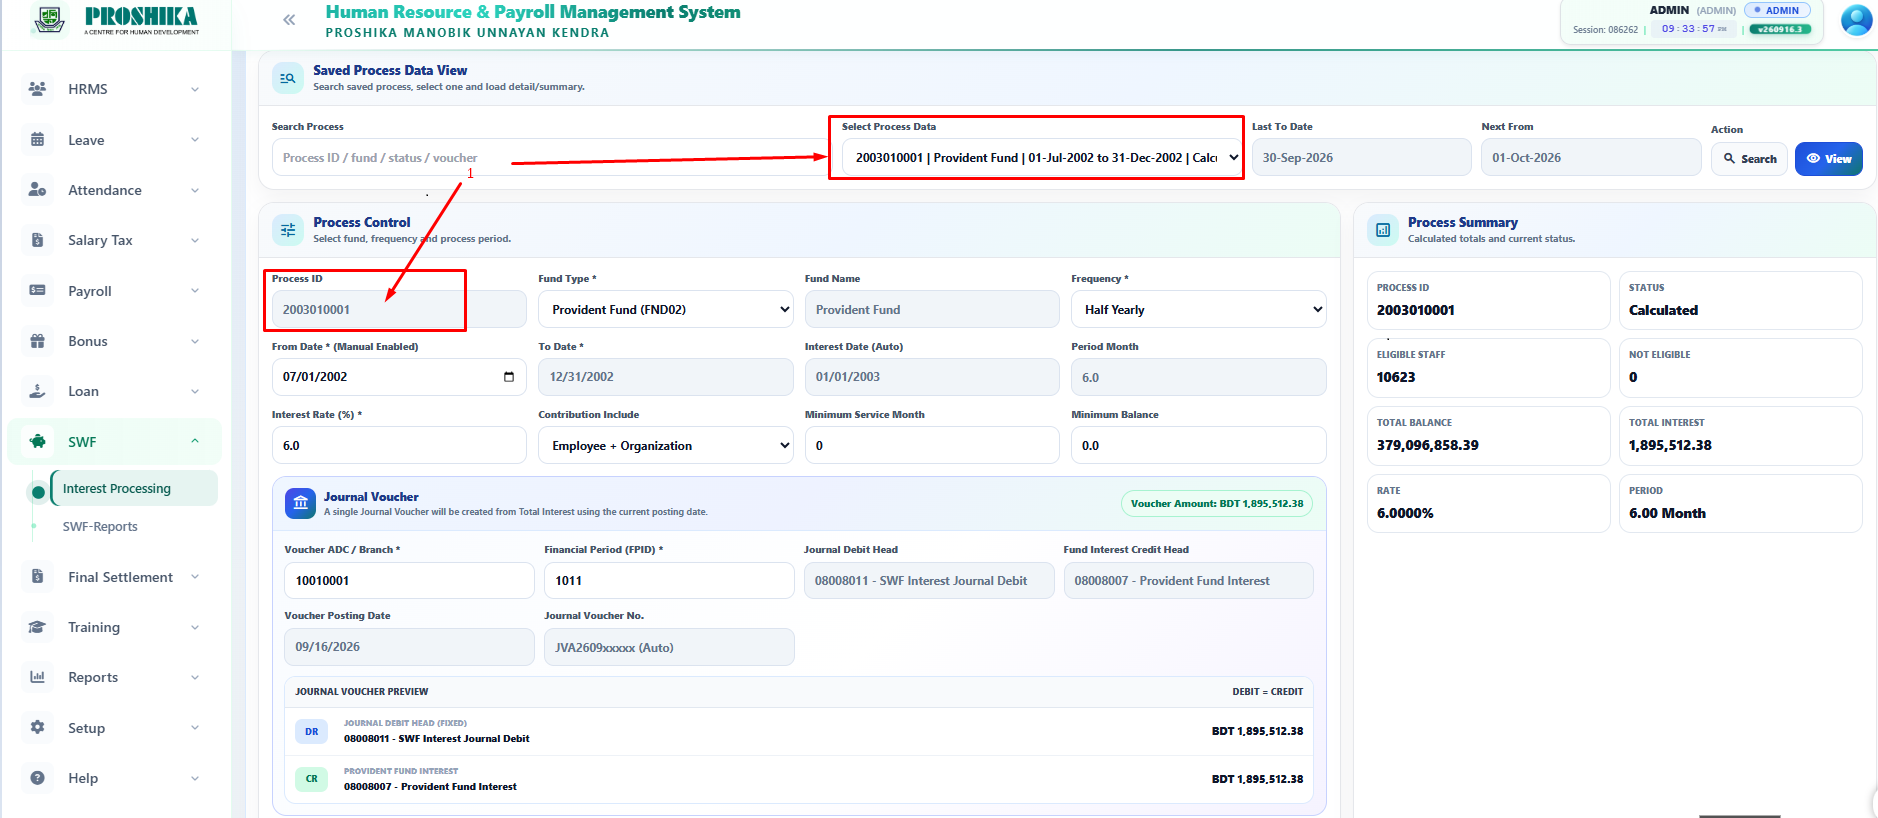 PROSHIKA
A CENTRE FOR HUMAN DEVELOPMENT
Human Resource & Payroll Management System
PROSHIKA MANOBIK UNNAYAN KENDRA
ADMIN (ADMIN) ADMIN
Session: 086262 | 09:33:57 PM | v260916.3
HRMS
Leave
Attendance
Salary Tax
Payroll
Bonus
Loan
SWF
Interest Processing
SWF-Reports
Final Settlement
Training
Reports
Setup
Help
Saved Process Data View
Search saved process, select one and load detail/summary.
Search Process
Process ID / fund / status / voucher
Select Process Data
2003010001 | Provident Fund | 01-Jul-2002 to 31-Dec-2002 | Calc
Last To Date
30-Sep-2026
Next From
01-Oct-2026
Action
Search
View
1
Process Control
Select fund, frequency and process period.
Process ID
2003010001
Fund Type *
Provident Fund (FND02)
Fund Name
Provident Fund
Frequency *
Half Yearly
From Date * (Manual Enabled)
07/01/2002
To Date *
12/31/2002
Interest Date (Auto)
01/01/2003
Period Month
6.0
Interest Rate (%) *
6.0
Contribution Include
Employee + Organization
Minimum Service Month
0
Minimum Balance
0.0
Journal Voucher
A single Journal Voucher will be created from Total Interest using the current posting date.
Voucher Amount: BDT 1,895,512.38
Voucher ADC / Branch *
10010001
Financial Period (FPID) *
1011
Journal Debit Head
08008011 - SWF Interest Journal Debit
Fund Interest Credit Head
08008007 - Provident Fund Interest
Voucher Posting Date
09/16/2026
Journal Voucher No.
JVA2609xxxxx (Auto)
JOURNAL VOUCHER PREVIEW
DEBIT = CREDIT
DR
JOURNAL DEBIT HEAD (FIXED)
08008011 - SWF Interest Journal Debit
BDT 1,895,512.38
CR
PROVIDENT FUND INTEREST
08008007 - Provident Fund Interest
BDT 1,895,512.38
Process Summary
Calculated totals and current status.
PROCESS ID
2003010001
STATUS
Calculated
ELIGIBLE STAFF
10623
NOT ELIGIBLE
0
TOTAL BALANCE
379,096,858.39
TOTAL INTEREST
1,895,512.38
RATE
6.0000%
PERIOD
6.00 Month